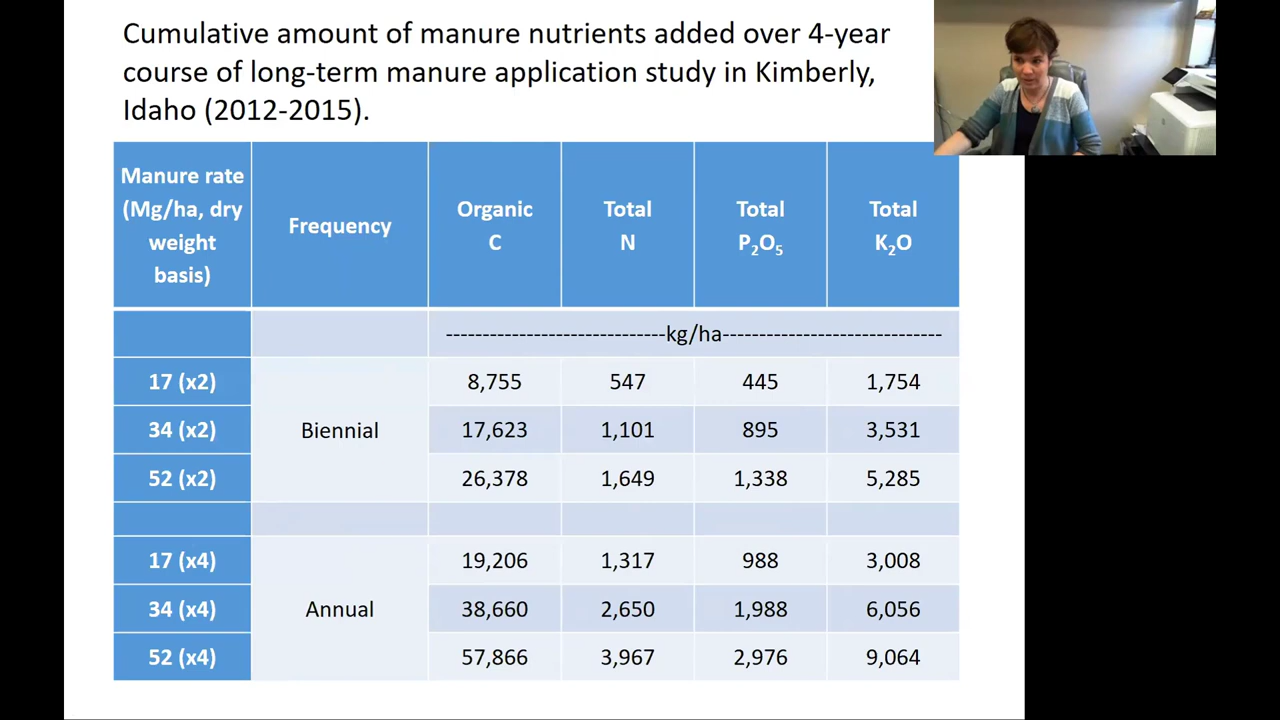 Cumulative amount of manure nutrients added over 4-year
course of long-term manure application study in Kimberly,
Idaho (2012-2015).
Manure rate
(Mg/ha, dry
weight
basis)
Frequency
Organic
C
Total
N
Total
P₂O₅
Total
K₂O
-----------------------------kg/ha-----------------------------
17 (x2) 8,755 547 445 1,754
34 (x2) Biennial 17,623 1,101 895 3,531
52 (x2) 26,378 1,649 1,338 5,285
17 (x4) 19,206 1,317 988 3,008
34 (x4) Annual 38,660 2,650 1,988 6,056
52 (x4) 57,866 3,967 2,976 9,064